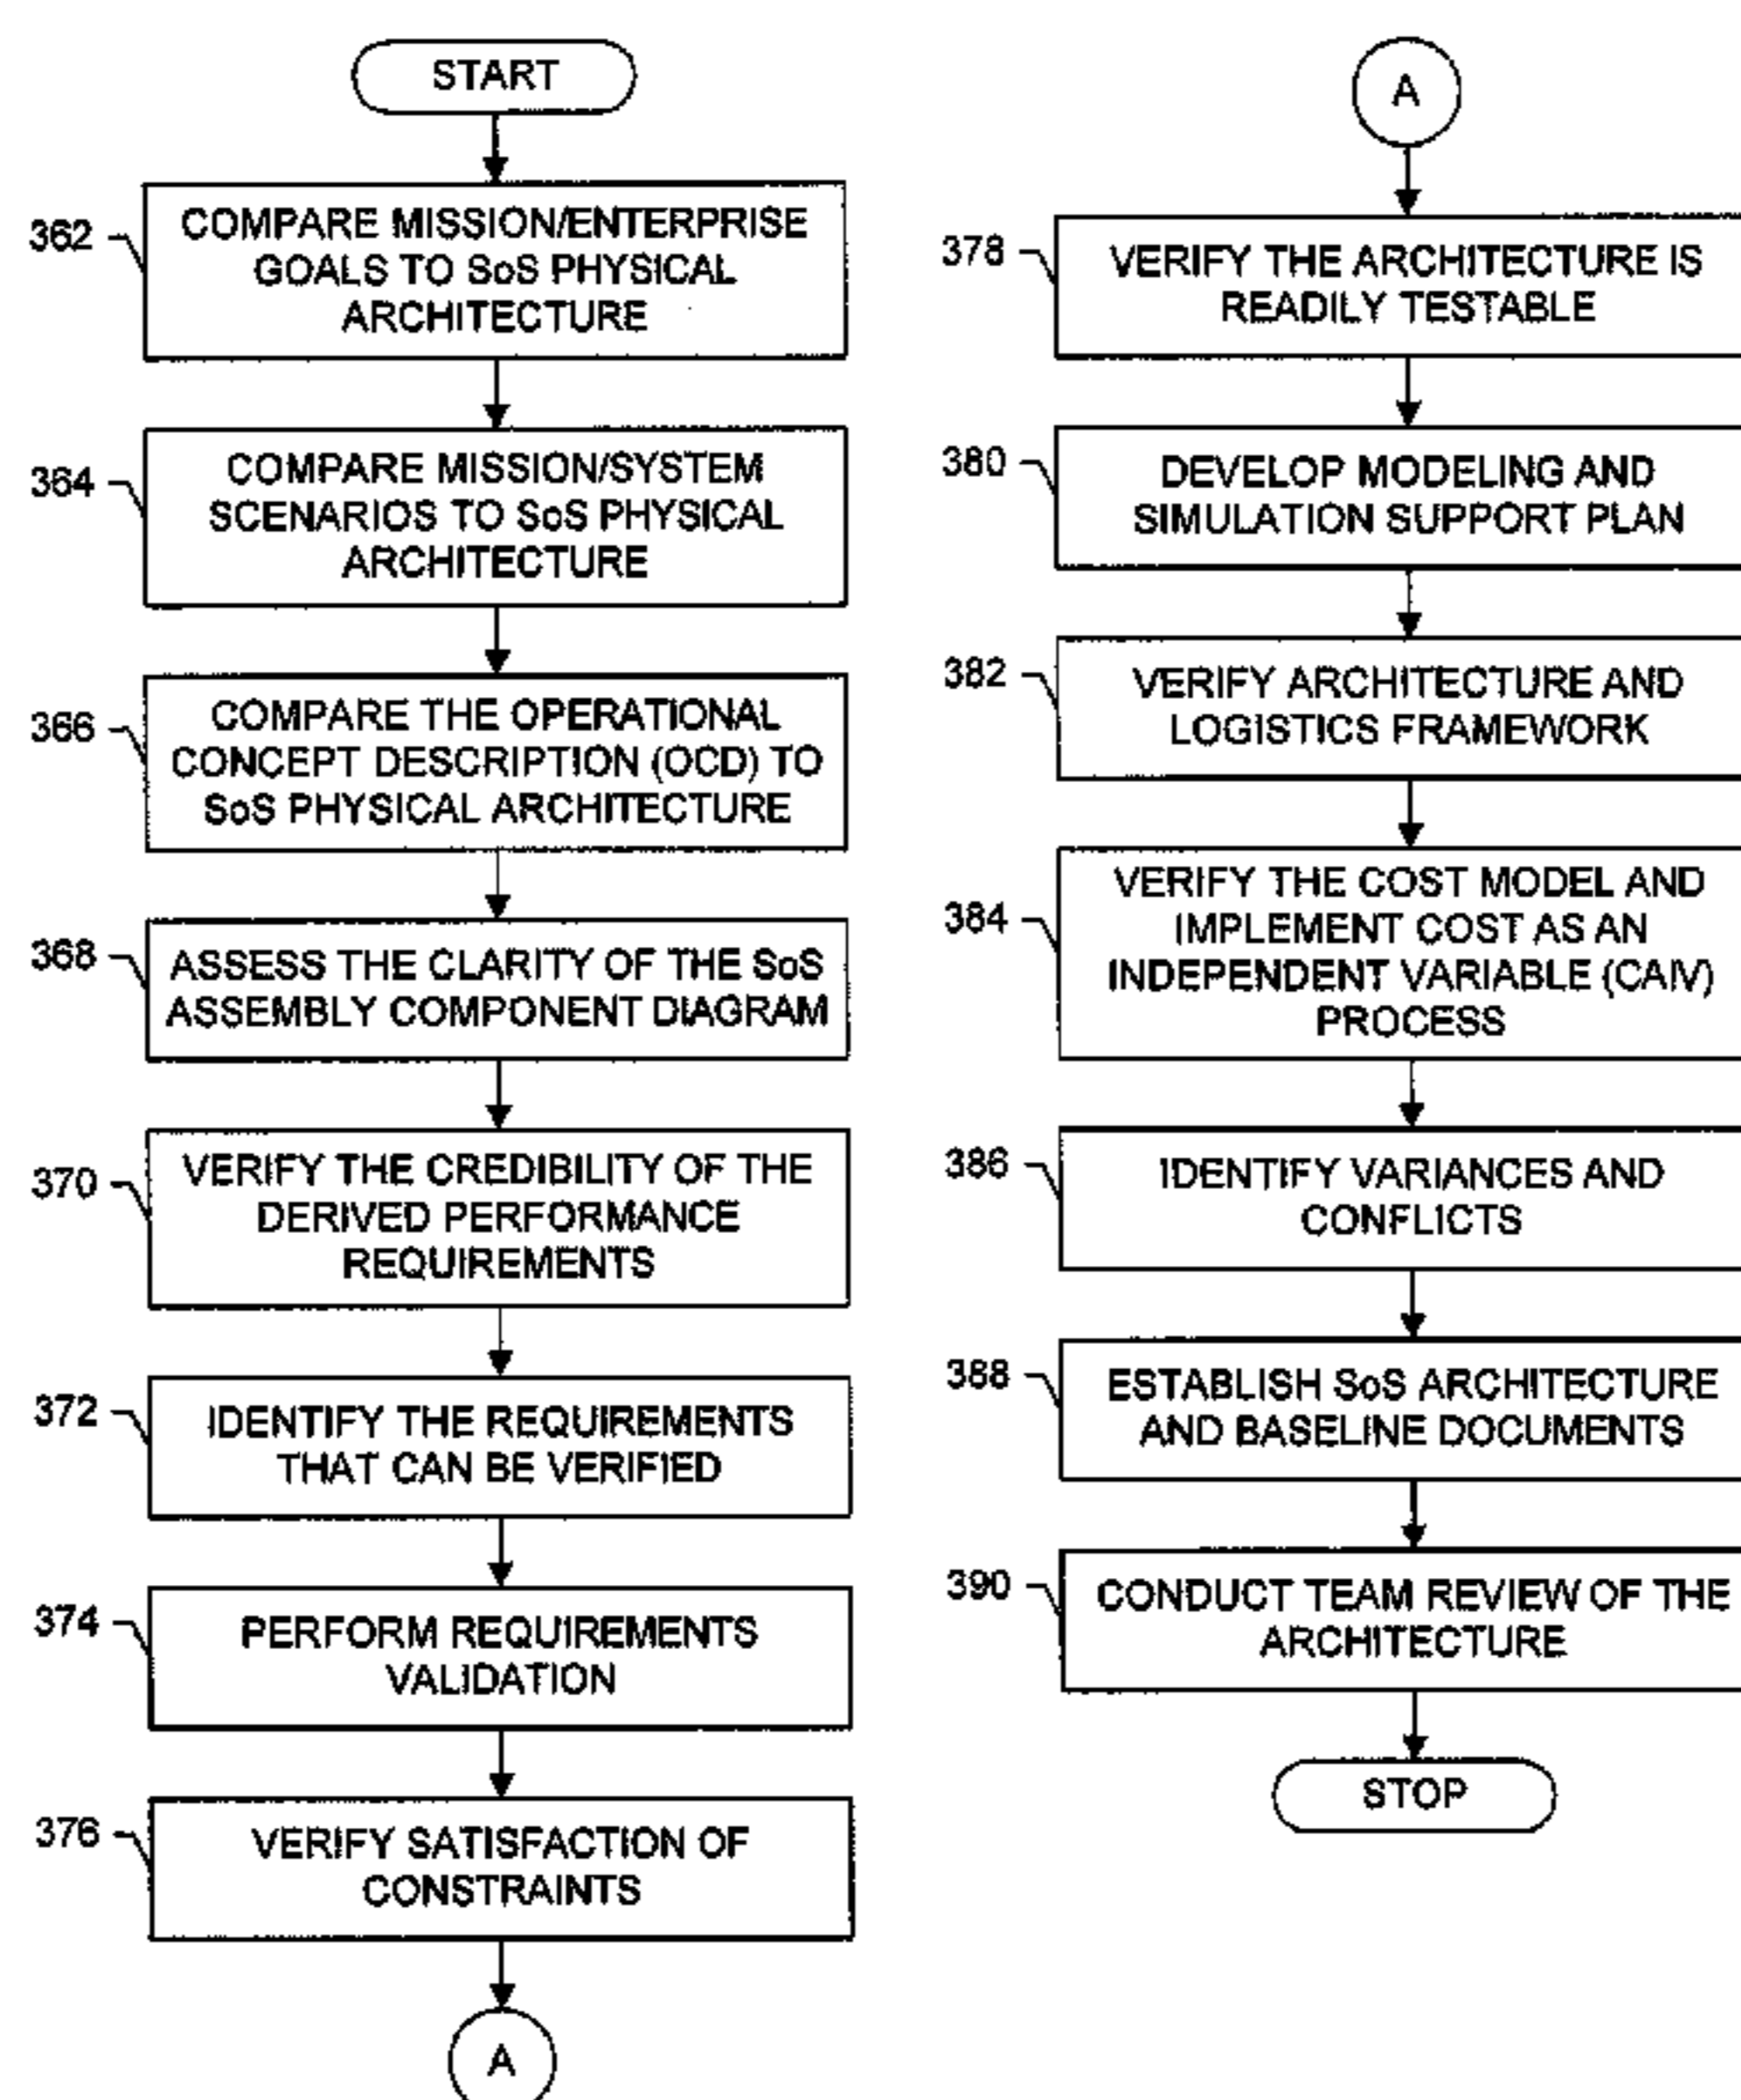 START
362
COMPARE MISSION/ENTERPRISE
GOALS TO SoS PHYSICAL
ARCHITECTURE
364
COMPARE MISSION/SYSTEM
SCENARIOS TO SoS PHYSICAL
ARCHITECTURE
366
COMPARE THE OPERATIONAL
CONCEPT DESCRIPTION (OCD) TO
SoS PHYSICAL ARCHITECTURE
368
ASSESS THE CLARITY OF THE SoS
ASSEMBLY COMPONENT DIAGRAM
370
VERIFY THE CREDIBILITY OF THE
DERIVED PERFORMANCE
REQUIREMENTS
372
IDENTIFY THE REQUIREMENTS
THAT CAN BE VERIFIED
374
PERFORM REQUIREMENTS
VALIDATION
376
VERIFY SATISFACTION OF
CONSTRAINTS
A
A
378
VERIFY THE ARCHITECTURE IS
READILY TESTABLE
380
DEVELOP MODELING AND
SIMULATION SUPPORT PLAN
382
VERIFY ARCHITECTURE AND
LOGISTICS FRAMEWORK
384
VERIFY THE COST MODEL AND
IMPLEMENT COST AS AN
INDEPENDENT VARIABLE (CAIV)
PROCESS
386
IDENTIFY VARIANCES AND
CONFLICTS
388
ESTABLISH SoS ARCHITECTURE
AND BASELINE DOCUMENTS
390
CONDUCT TEAM REVIEW OF THE
ARCHITECTURE
STOP